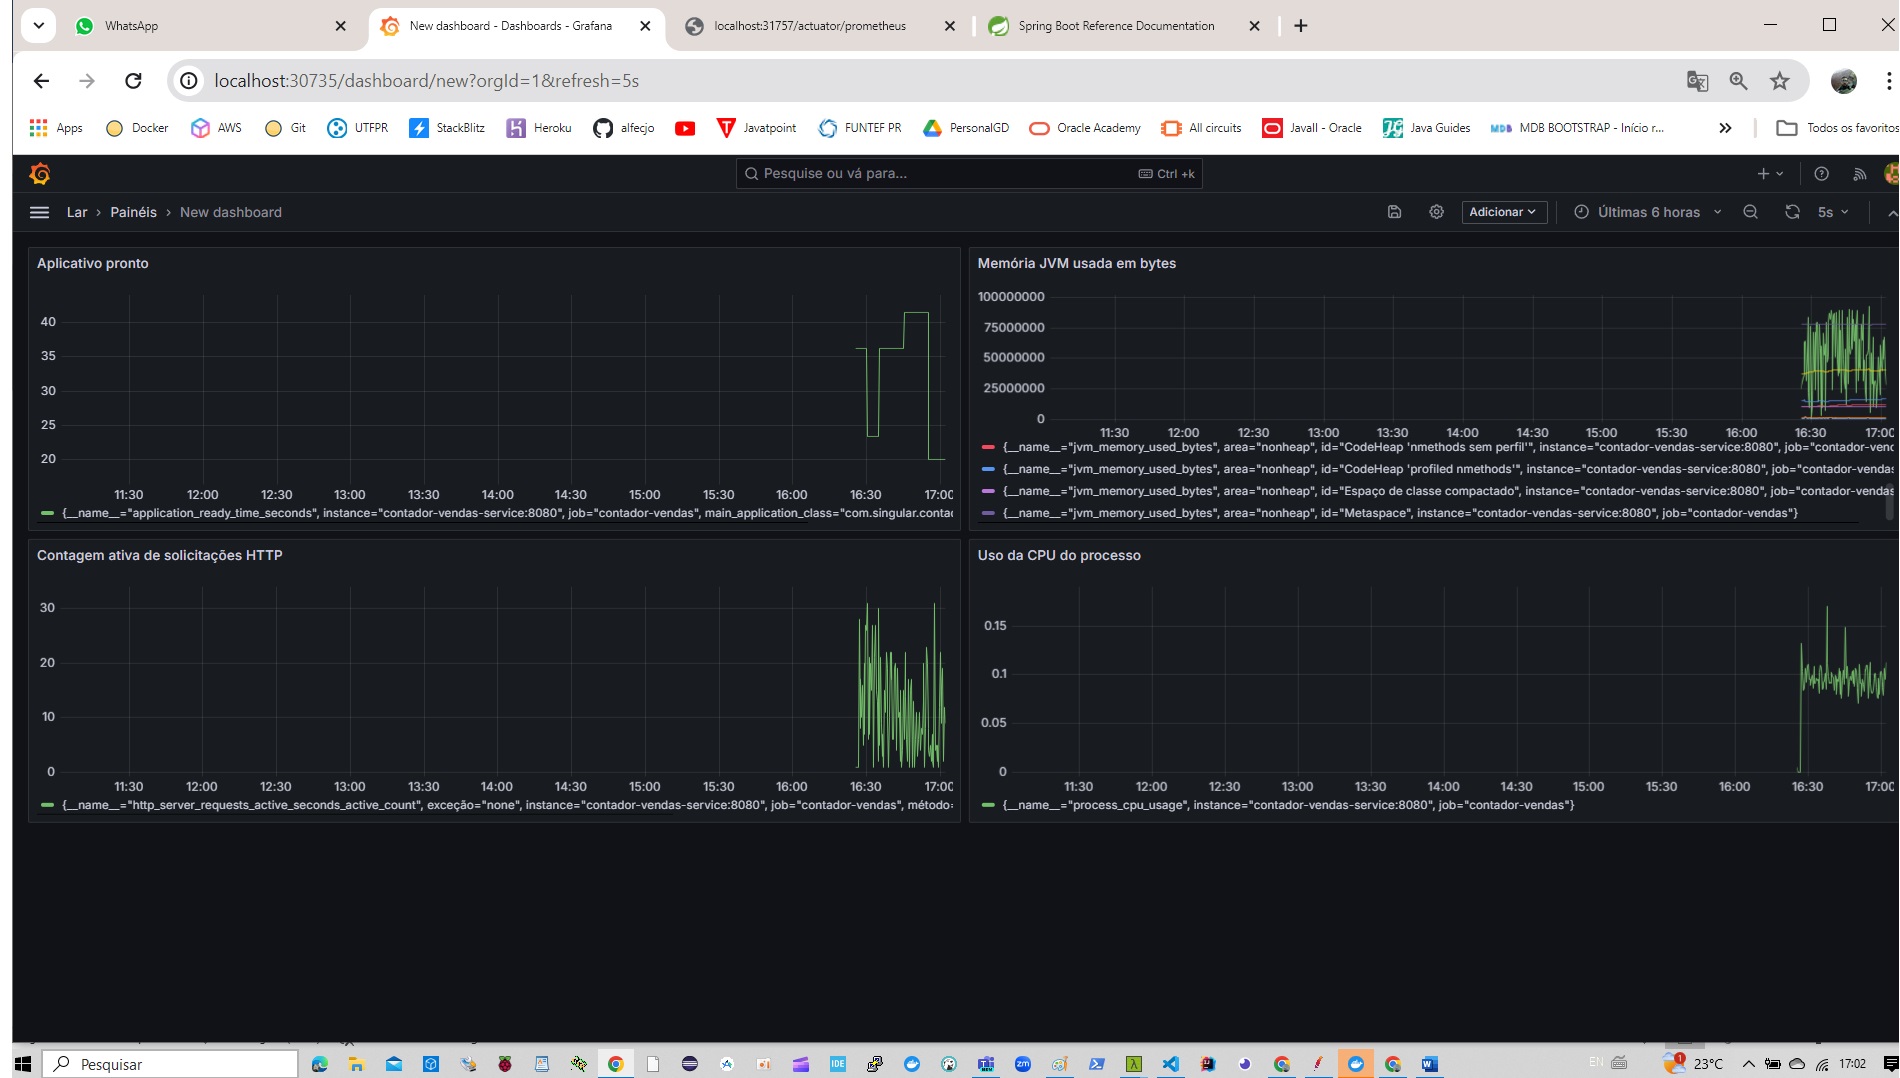 WhatsApp
New dashboard - Dashboards - Grafana
localhost:31757/actuator/prometheus
Spring Boot Reference Documentation
localhost:30735/dashboard/new?orgId=1&refresh=5s
Apps Docker AWS Git UTFPR StackBlitz Heroku alfecjo Javatpoint FUNTEF PR PersonalGD Oracle Academy All circuits JavaII - Oracle Java Guides MDB BOOTSTRAP - Início r... Todos os favoritos
Pesquise ou vá para... Ctrl +k
Lar › Painéis › New dashboard
Adicionar Últimas 6 horas 5s
Aplicativo pronto
40
35
30
25
20
11:30 12:00 12:30 13:00 13:30 14:00 14:30 15:00 15:30 16:00 16:30 17:00
{__name__="application_ready_time_seconds", instance="contador-vendas-service:8080", job="contador-vendas", main_application_class="com.singular.contad
Memória JVM usada em bytes
100000000
75000000
50000000
25000000
0
11:30 12:00 12:30 13:00 13:30 14:00 14:30 15:00 15:30 16:00 16:30 17:00
{__name__="jvm_memory_used_bytes", area="nonheap", id="CodeHeap 'nmethods sem perfil'", instance="contador-vendas-service:8080", job="contador-vend
{__name__="jvm_memory_used_bytes", area="nonheap", id="CodeHeap 'profiled nmethods'", instance="contador-vendas-service:8080", job="contador-vendas
{__name__="jvm_memory_used_bytes", area="nonheap", id="Espaço de classe compactado", instance="contador-vendas-service:8080", job="contador-vendas
{__name__="jvm_memory_used_bytes", area="nonheap", id="Metaspace", instance="contador-vendas-service:8080", job="contador-vendas"}
Contagem ativa de solicitações HTTP
30
20
10
0
11:30 12:00 12:30 13:00 13:30 14:00 14:30 15:00 15:30 16:00 16:30 17:00
{__name__="http_server_requests_active_seconds_active_count", exceção="none", instance="contador-vendas-service:8080", job="contador-vendas", método=
Uso da CPU do processo
0.15
0.1
0.05
0
11:30 12:00 12:30 13:00 13:30 14:00 14:30 15:00 15:30 16:00 16:30 17:00
{__name__="process_cpu_usage", instance="contador-vendas-service:8080", job="contador-vendas"}
Pesquisar
IDE
zm
EN
1
23°C
17:02